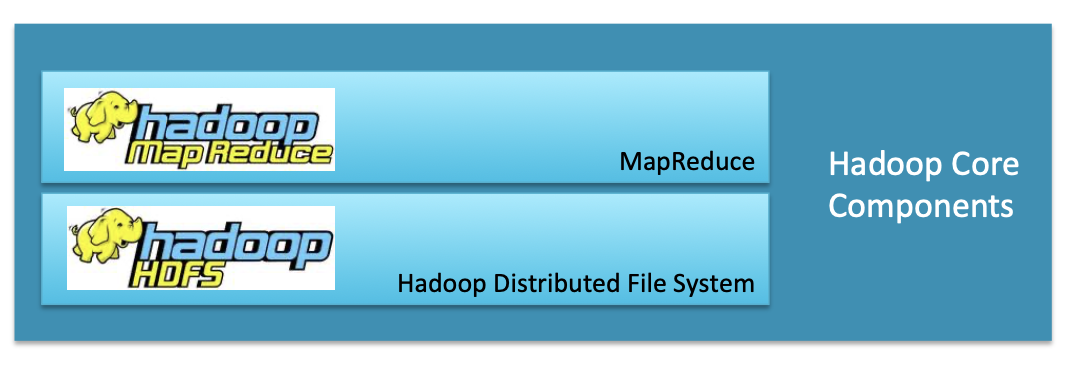 hadoop
Map Reduce
MapReduce
hadoop
HDFS
Hadoop Distributed File System
Hadoop Core
Components